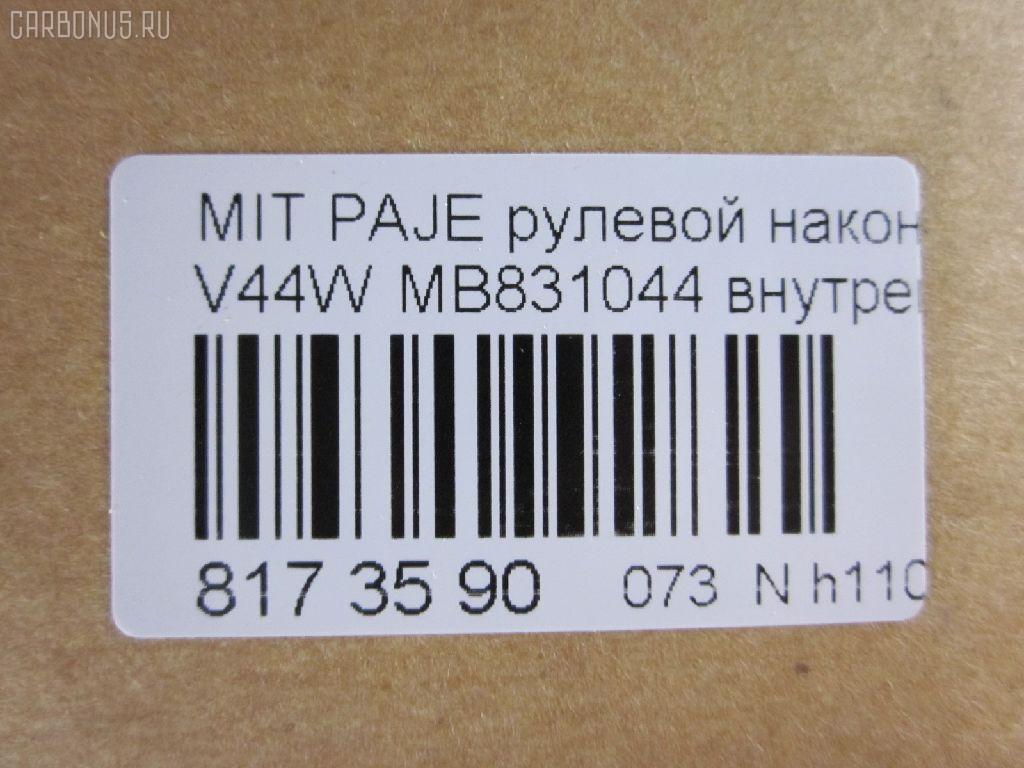 CARBONUS.RU
MIT PAJE рулевой након
V44W MB831044 внутре
817 35 90 073 N h110